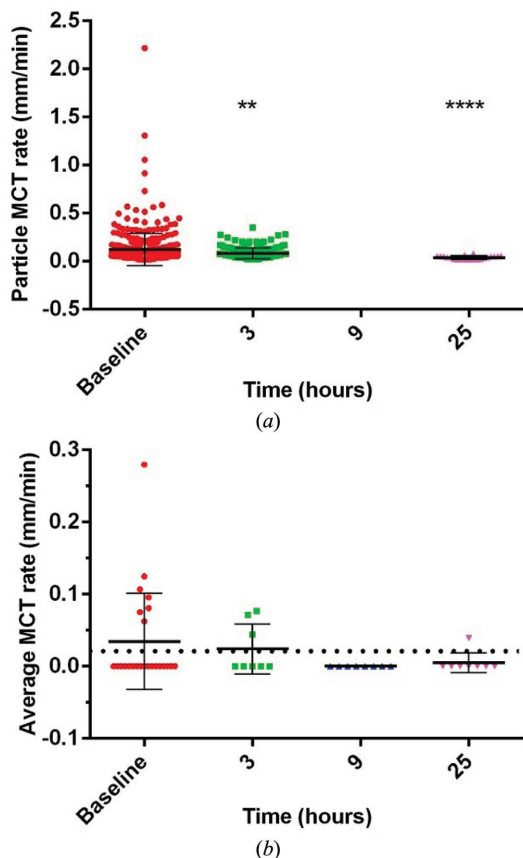 Particle MCT rate (mm/min)
2.5
2.0
1.5
1.0
0.5
0.0
-0.5
**
****
Baseline
3
9
25
Time (hours)
(a)
Average MCT rate (mm/min)
0.3
0.2
0.1
0.0
-0.1
Baseline
3
9
25
Time (hours)
(b)